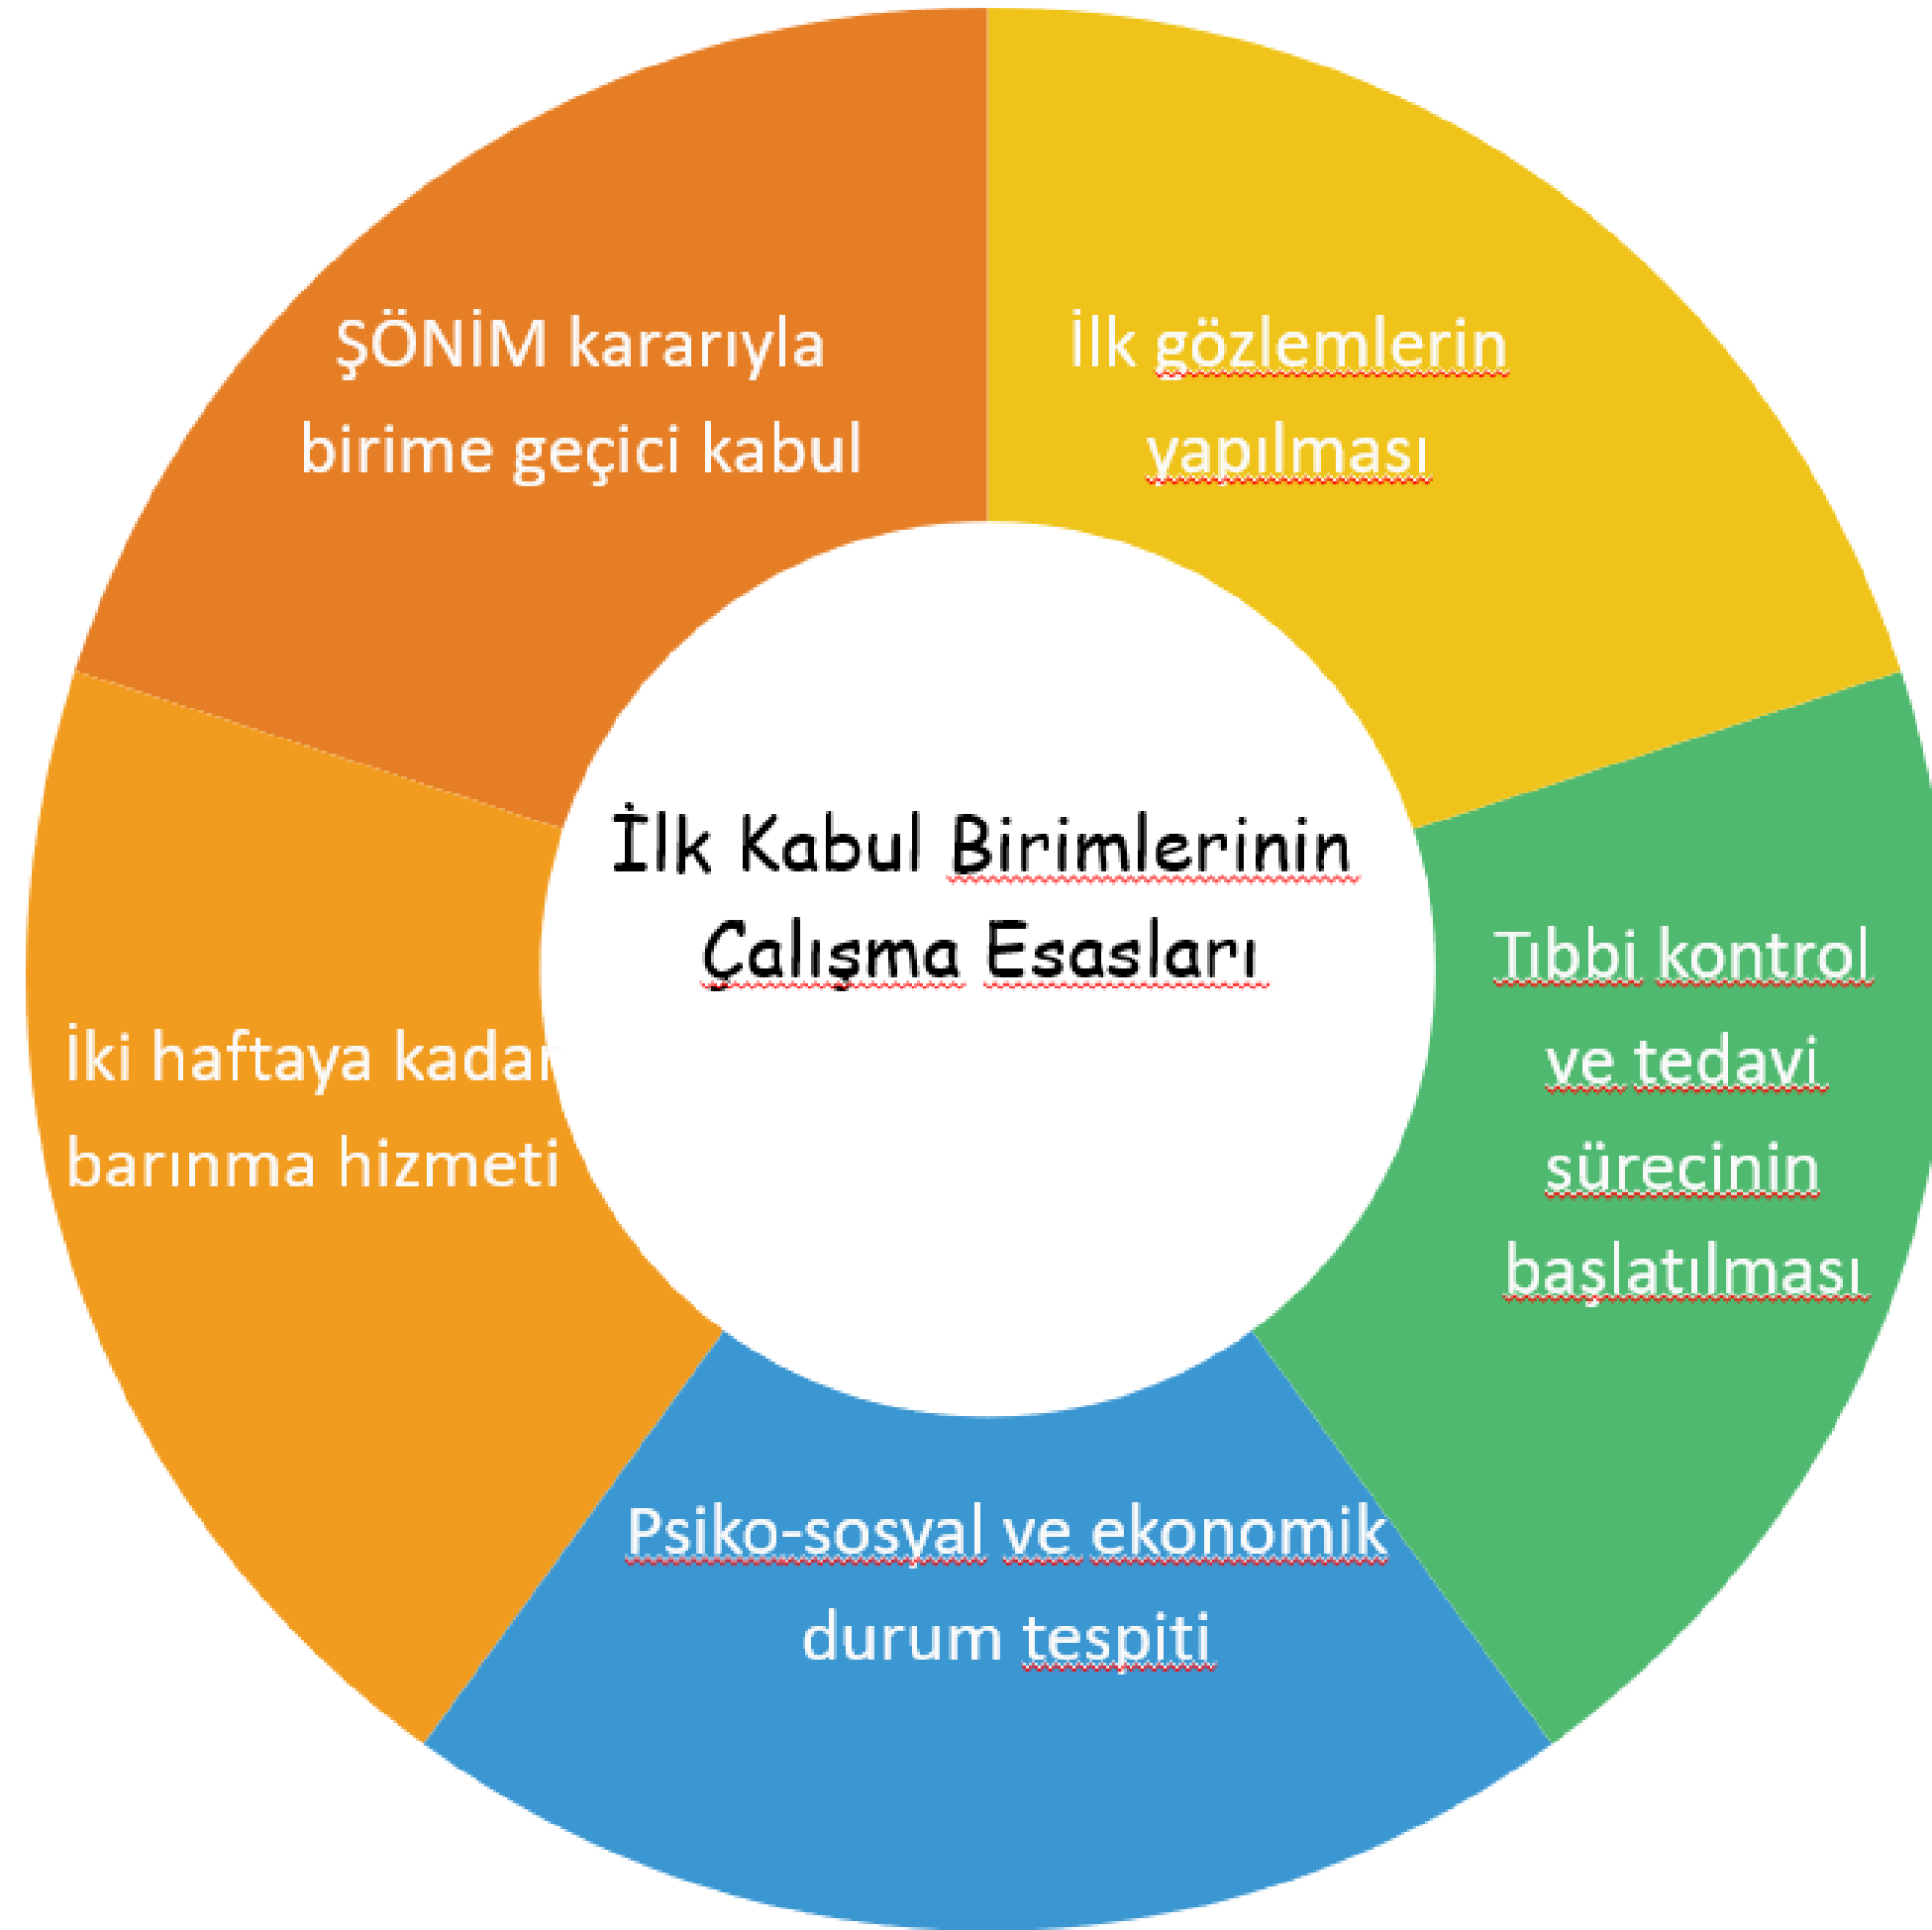 ŞÖNİM kararıyla
birime geçici kabul
İlk gözlemlerin
yapılması
İlk Kabul Birimlerinin
Çalışma Esasları
Tıbbi kontrol
ve tedavi
sürecinin
başlatılması
İki haftaya kadar
barınma hizmeti
Psiko-sosyal ve ekonomik
durum tespiti